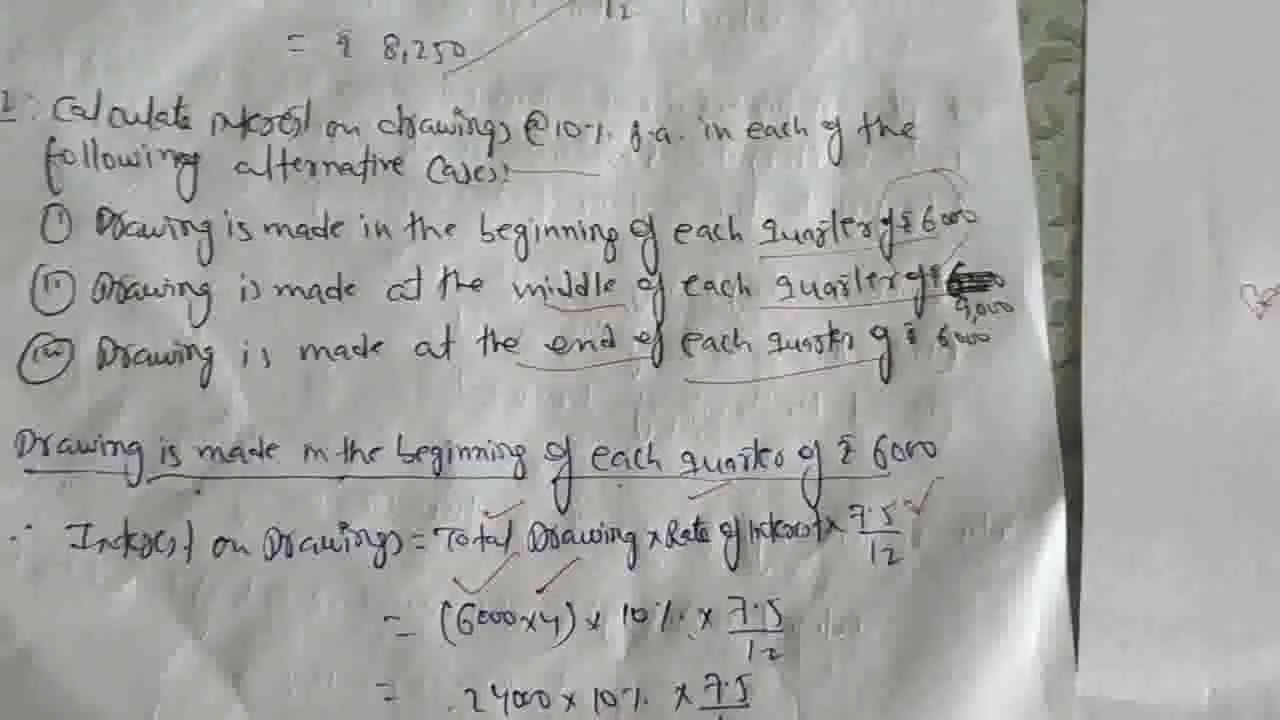 12
= ₹ 8,250
2: Calculate interest on drawings @ 10% p.a. in each of the
following alternative Cases:
(i) Drawing is made in the beginning of each quarter of ₹ 6000
(ii) Drawing is made at the middle of each quarter of ₹
9,000
(iii) Drawing is made at the end of each quarter of ₹ 6000
Drawing is made in the beginning of each quarter of ₹ 6000
∴ Interest on Drawings = Total Drawing × Rate of Interest × 7.5
12
= (6000×4) × 10% × 7.5
12
= 24000 × 10% × 7.5